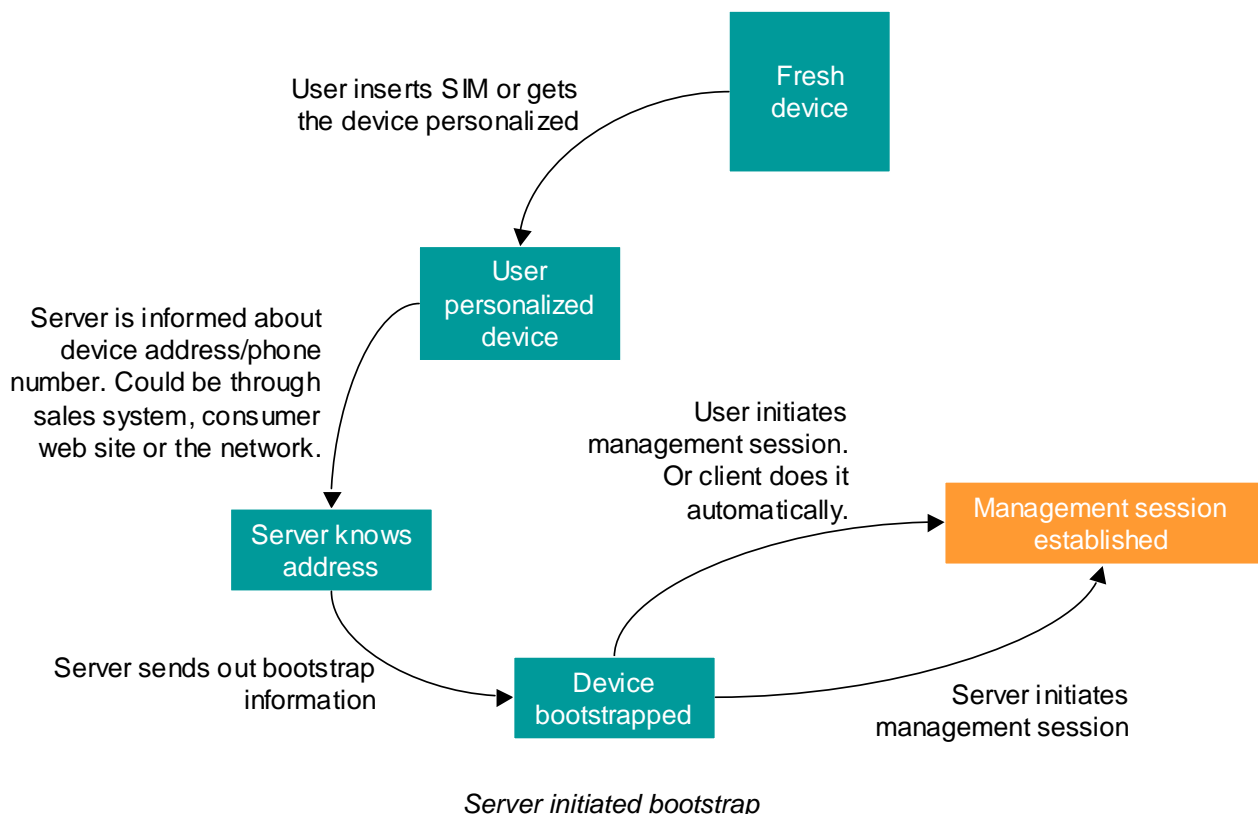 Fresh
device
User inserts SIM or gets
the device personalized
User
personalized
device
Server is informed about
device address/phone
number. Could be through
sales system, consumer
web site or the network.
Server knows
address
User initiates
management session.
Or client does it
automatically.
Management session
established
Server sends out bootstrap
information
Device
bootstrapped
Server initiates
management session
Server initiated bootstrap